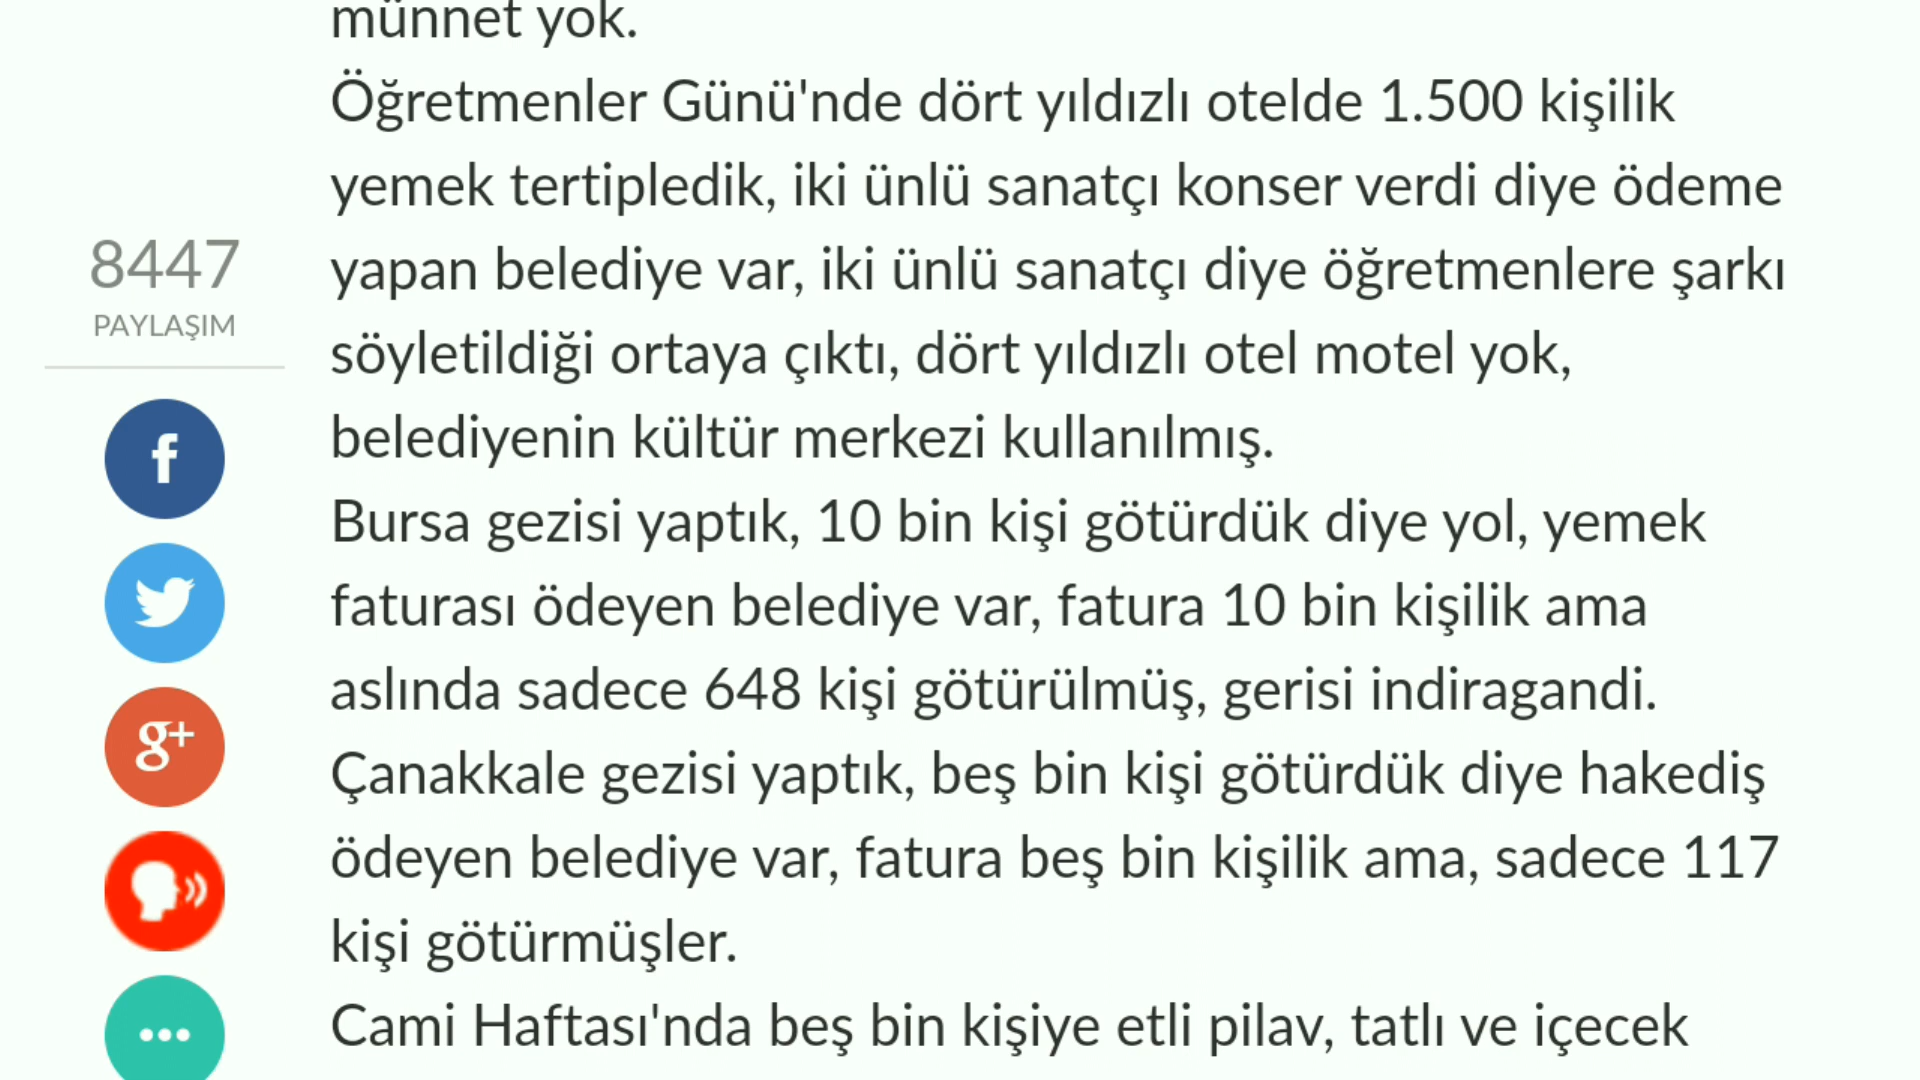 münnet yok.
Öğretmenler Günü'nde dört yıldızlı otelde 1.500 kişilik
yemek tertipledik, iki ünlü sanatçı konser verdi diye ödeme
yapan belediye var, iki ünlü sanatçı diye öğretmenlere şarkı
söyletildiği ortaya çıktı, dört yıldızlı otel motel yok,
belediyenin kültür merkezi kullanılmış.
Bursa gezisi yaptık, 10 bin kişi götürdük diye yol, yemek
faturası ödeyen belediye var, fatura 10 bin kişilik ama
aslında sadece 648 kişi götürülmüş, gerisi indiragandi.
Çanakkale gezisi yaptık, beş bin kişi götürdük diye hakediş
ödeyen belediye var, fatura beş bin kişilik ama, sadece 117
kişi götürmüşler.
Cami Haftası'nda beş bin kişiye etli pilav, tatlı ve içecek
8447
PAYLAŞIM
f
g+